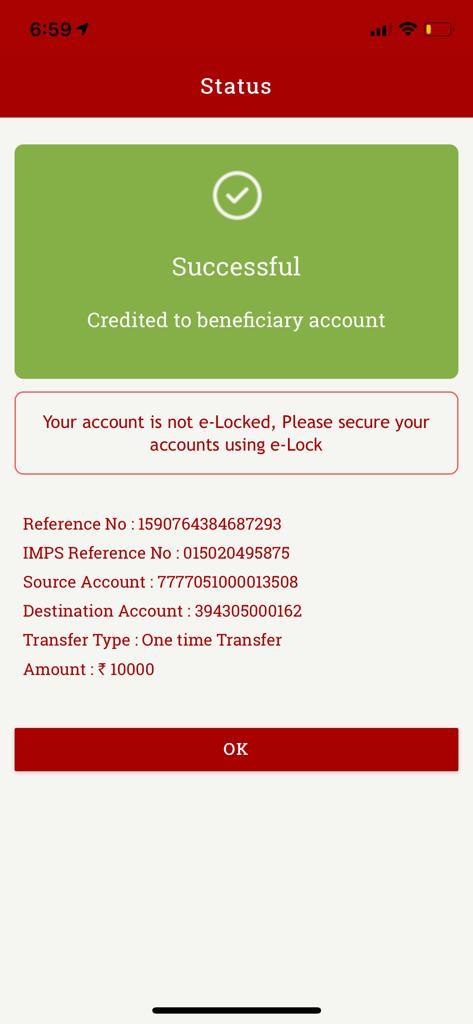 6:59
Status
Successful
Credited to beneficiary account
Your account is not e-Locked, Please secure your
accounts using e-Lock
Reference No : 1590764384687293
IMPS Reference No : 015020495875
Source Account : 7777051000013508
Destination Account : 394305000162
Transfer Type : One time Transfer
Amount : ₹ 10000
OK